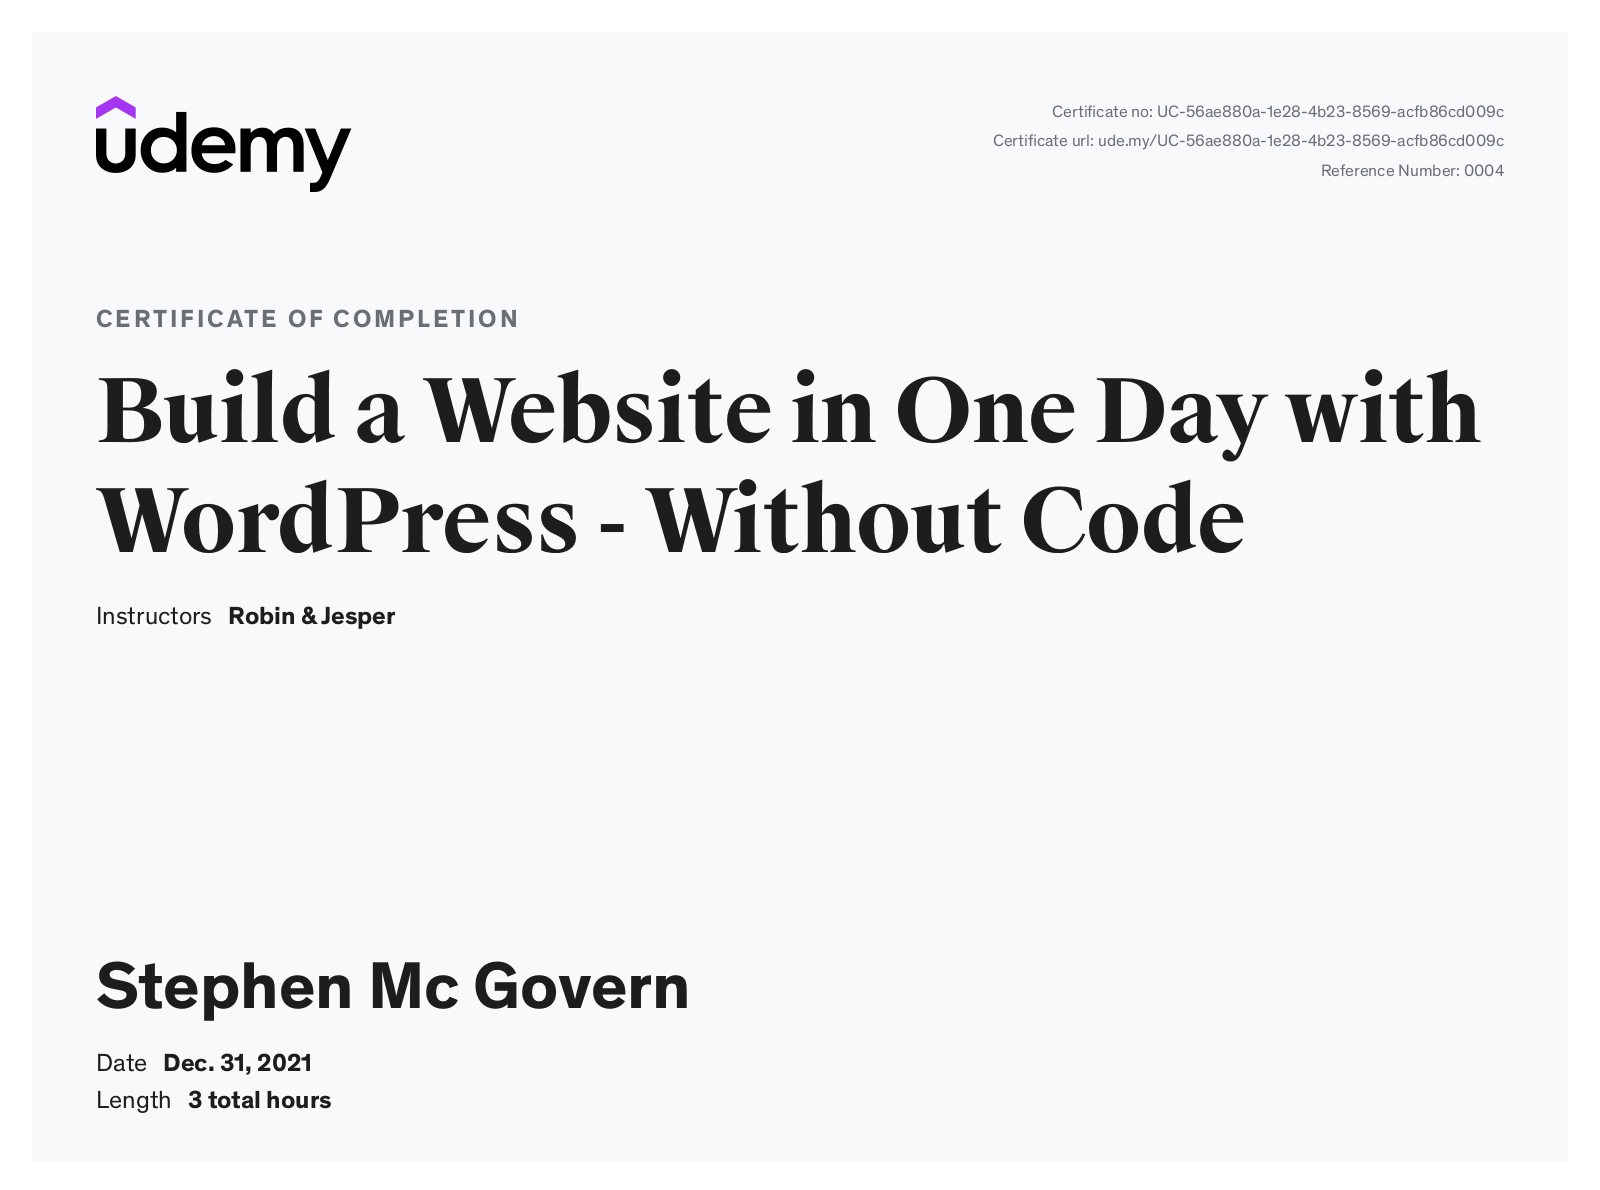 udemy
Certificate no: UC-56ae880a-1e28-4b23-8569-acfb86cd009c
Certificate url: ude.my/UC-56ae880a-1e28-4b23-8569-acfb86cd009c
Reference Number: 0004
CERTIFICATE OF COMPLETION
Build a Website in One Day with
WordPress - Without Code
Instructors Robin & Jesper
Stephen Mc Govern
Date Dec. 31, 2021
Length 3 total hours